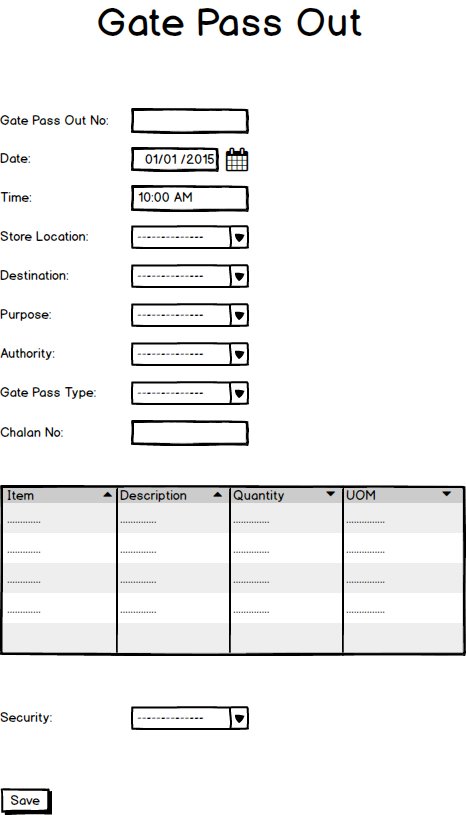 Gate Pass Out
Gate Pass Out No:
Date: 01/01 /2015
Time: 10:00 AM
Store Location: --------------
Destination: --------------
Purpose: --------------
Authority: --------------
Gate Pass Type: --------------
Chalan No:
Item Description Quantity UOM
............. .............. .............. ...............
............. .............. .............. ...............
............. .............. .............. ...............
............. .............. .............. ...............
Security: --------------
Save